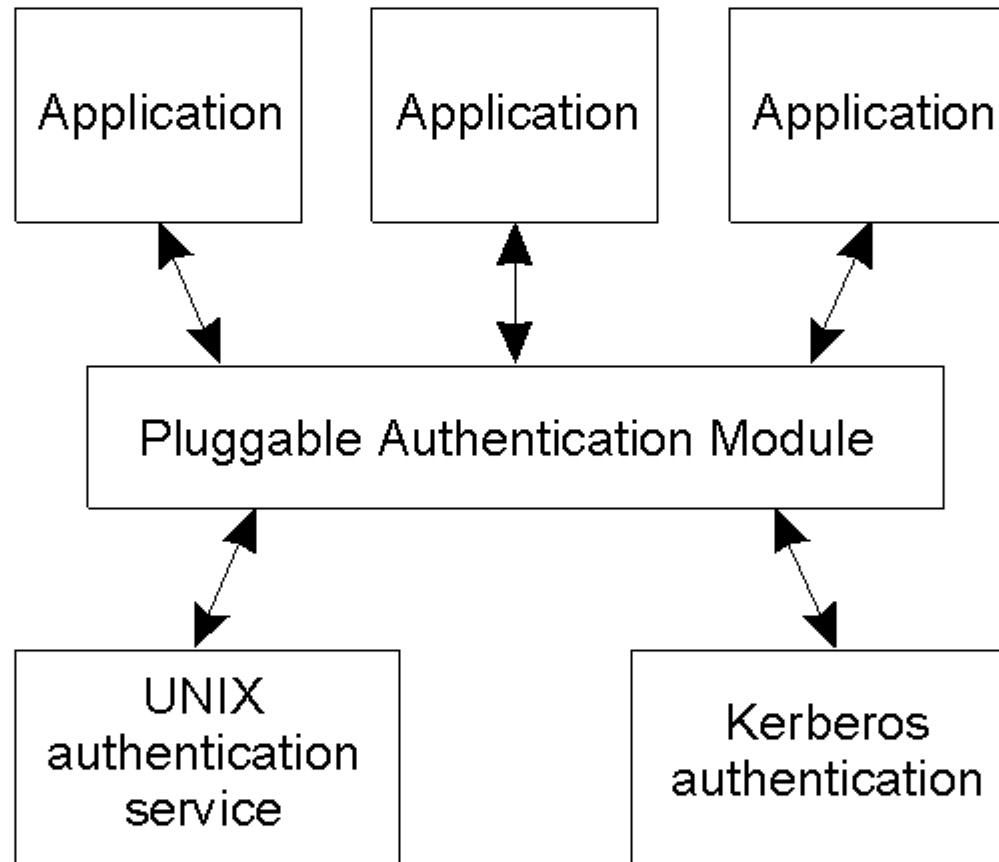 Application
Application
Application
Pluggable Authentication Module
UNIX
authentication
service
Kerberos
authentication